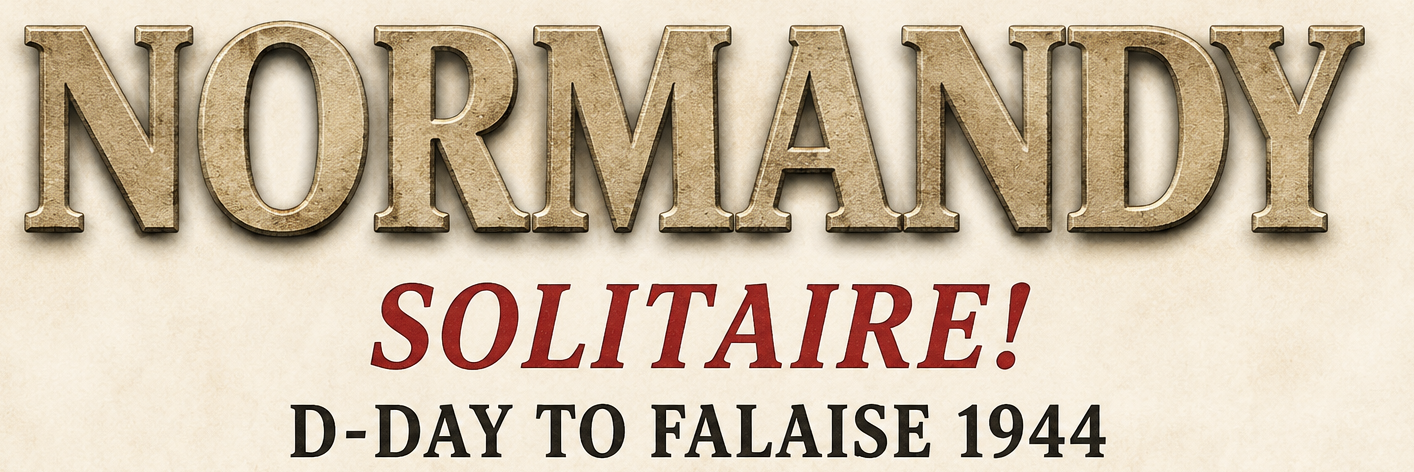 NORMANDY
SOLITAIRE!
D-DAY TO FALAISE 1944